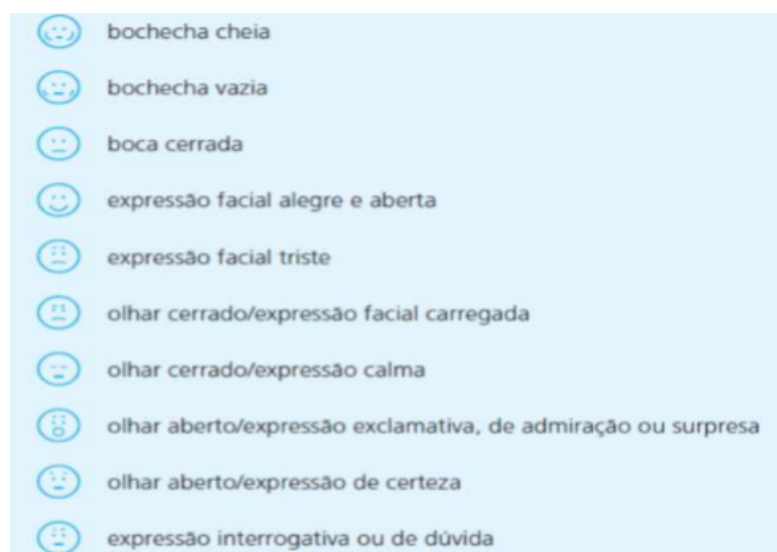 bochecha cheia
bochecha vazia
boca cerrada
expressão facial alegre e aberta
expressão facial triste
olhar cerrado/expressão facial carregada
olhar cerrado/expressão calma
olhar aberto/expressão exclamativa, de admiração ou surpresa
olhar aberto/expressão de certeza
expressão interrogativa ou de dúvida